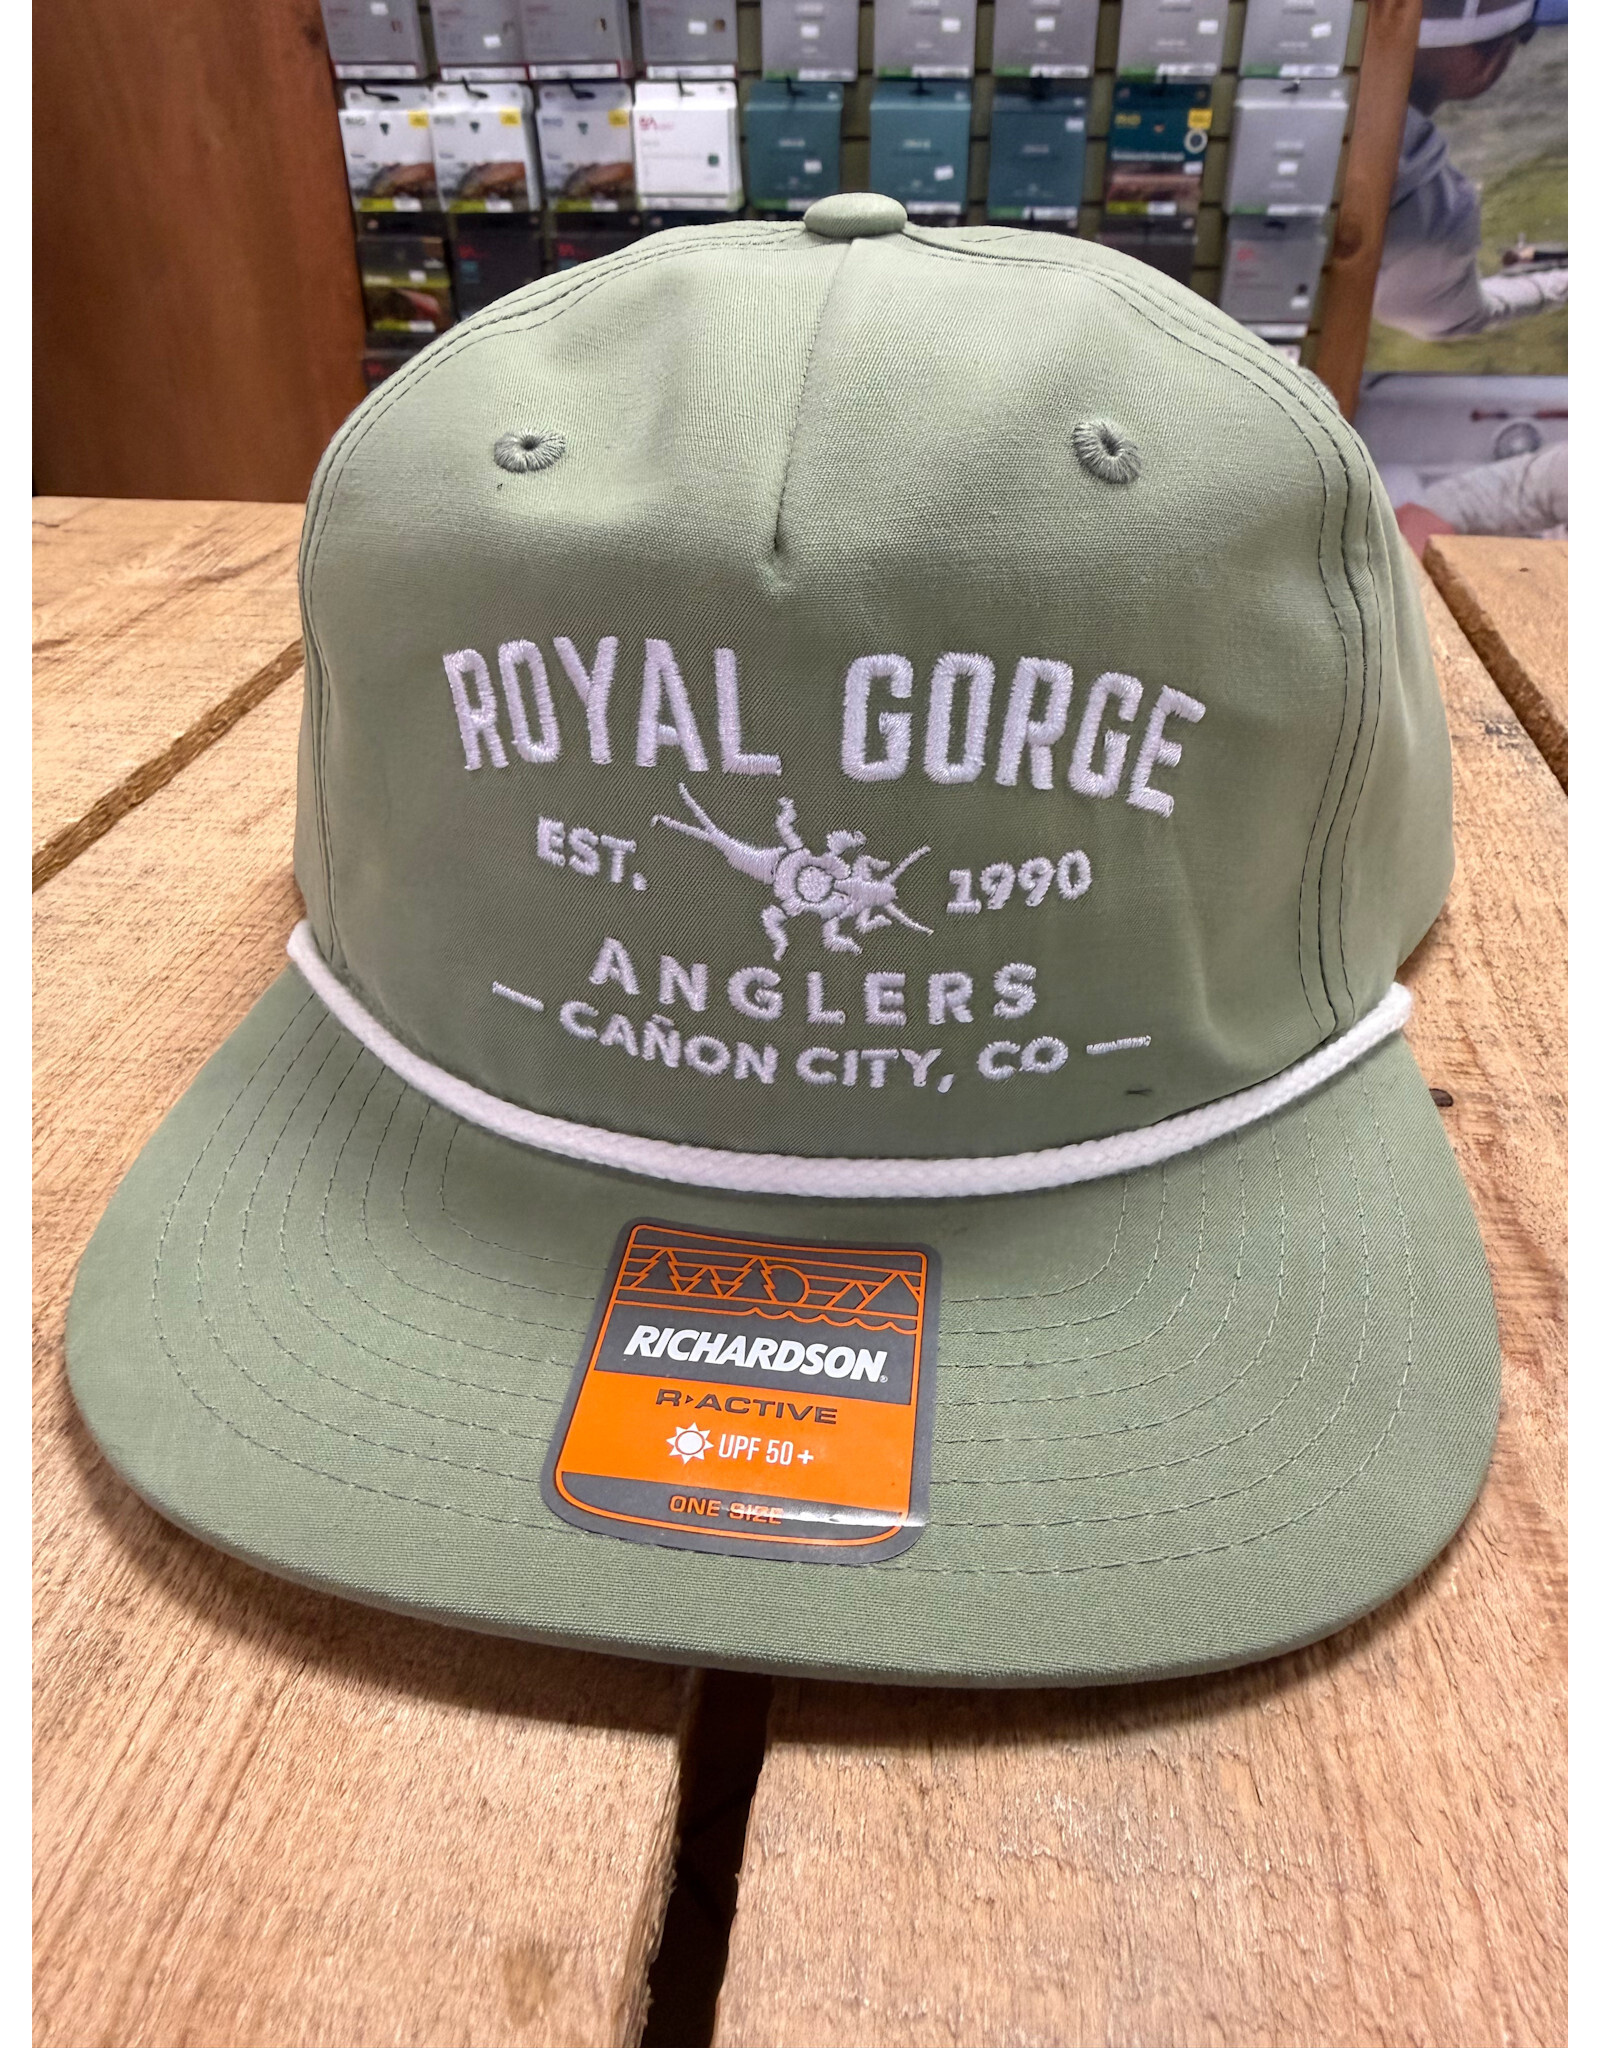 ROYAL GORGE
EST. 1990
ANGLERS
— CAÑON CITY, CO —
RICHARDSON®
R▸ACTIVE
UPF 50+
ONE SIZE